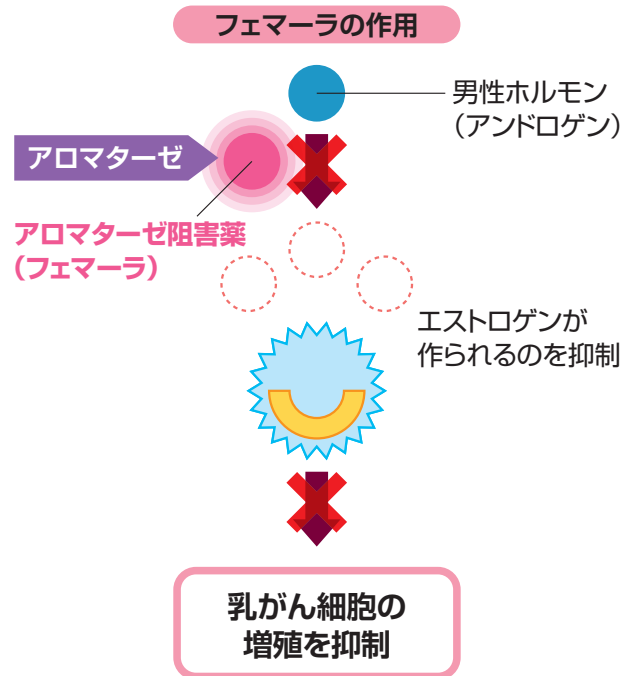 フェマーラの作用
男性ホルモン
（アンドロゲン）
アロマターゼ
アロマターゼ阻害薬
（フェマーラ）
エストロゲンが
作られるのを抑制
乳がん細胞の
増殖を抑制